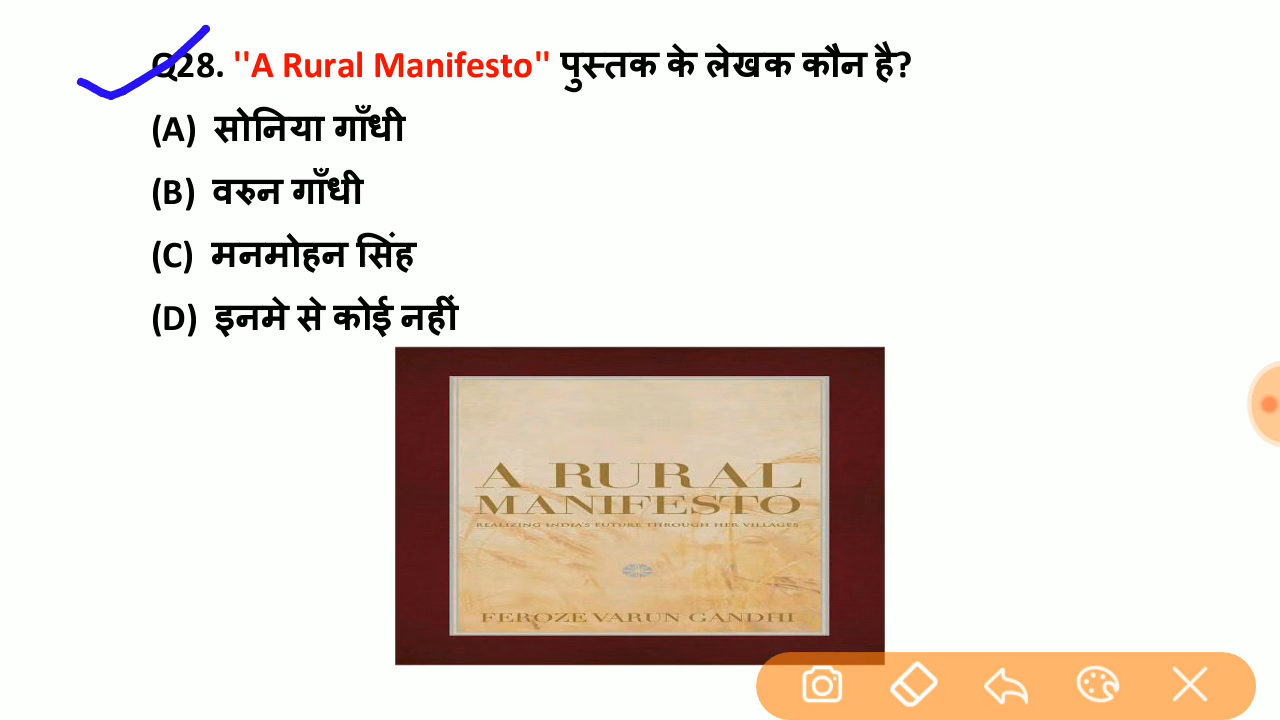 Q28. "A Rural Manifesto" पुस्तक के लेखक कौन है?
(A) सोनिया गाँधी
(B) वरुन गाँधी
(C) मनमोहन सिंह
(D) इनमे से कोई नहीं
A RURAL
MANIFESTO
REALIZING INDIA'S FUTURE THROUGH HER VILLAGES
FEROZE VARUN GANDHI